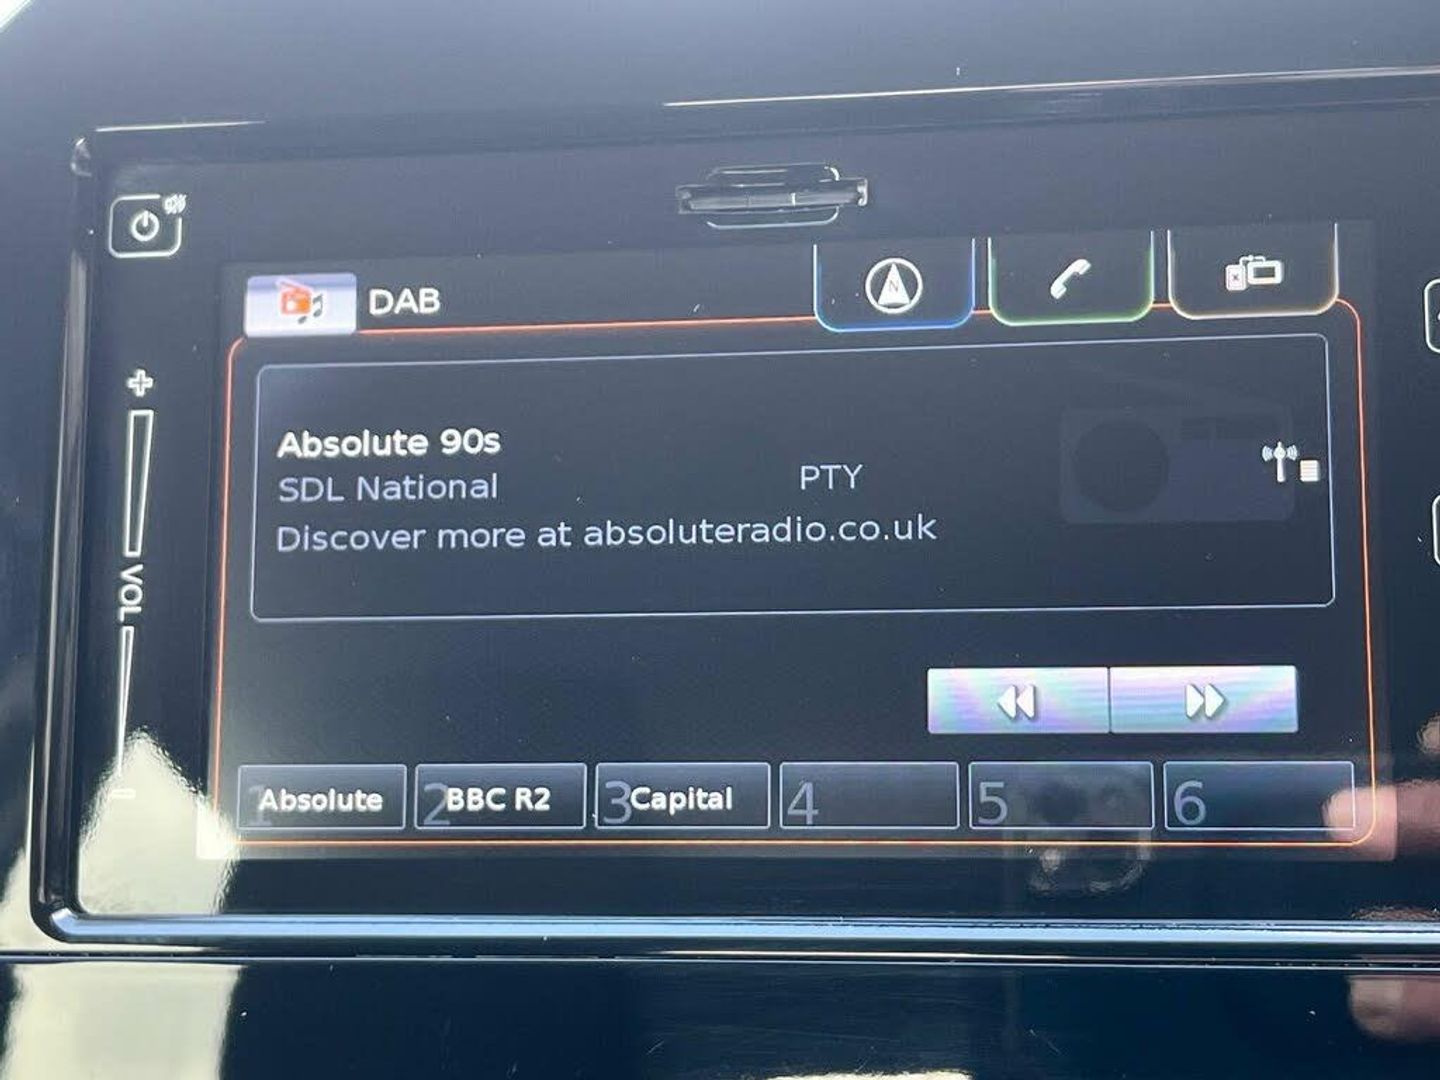 DAB
N
+
VOL
Absolute 90s
SDL National
PTY
Discover more at absoluteradio.co.uk
1 Absolute
2 BBC R2
3 Capital
4
5
6